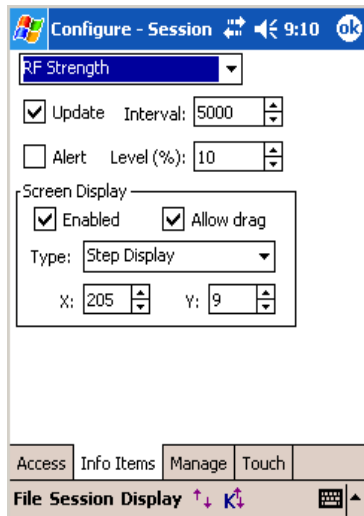 Configure - Session 9:10 ok
RF Strength
Update Interval: 5000
Alert Level (%): 10
Screen Display
Enabled Allow drag
Type: Step Display
X: 205 Y: 9
Access Info Items Manage Touch
File Session Display K